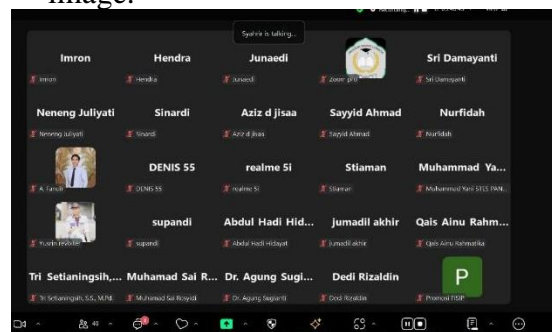 image.
Syahrir is talking...
Imron Hendra Junaedi Sri Damayanti
Imron Hendra Junaedi Zoom pro Sri Damayanti
Neneng Juliyati Sinardi Aziz d jisaa Sayyid Ahmad Nurfidah
Neneng Juliyati Sinardi Aziz d jisaa Sayyid Ahmad Nurfidah
DENIS 55 realme 5i Stiaman Muhammad Ya...
A. Fandi DENIS 55 realme 5i Stiaman Muhammad Yani STES PAN...
supandi Abdul Hadi Hid... jumadil akhir Qais Ainu Rahm...
Yusrin revolter supandi Abdul Hadi Hidayat jumadil akhir Qais Ainu Rahmatika
Tri Setianingsih,... Muhamad Sai R... Dr. Agung Sugi... Dedi Rizaldin P
Tri Setianingsih, S.S., M.Pd. Muhamad Sai Rosyidi Dr. Agung Sugianti Dedi Rizaldin Promosi FISIP